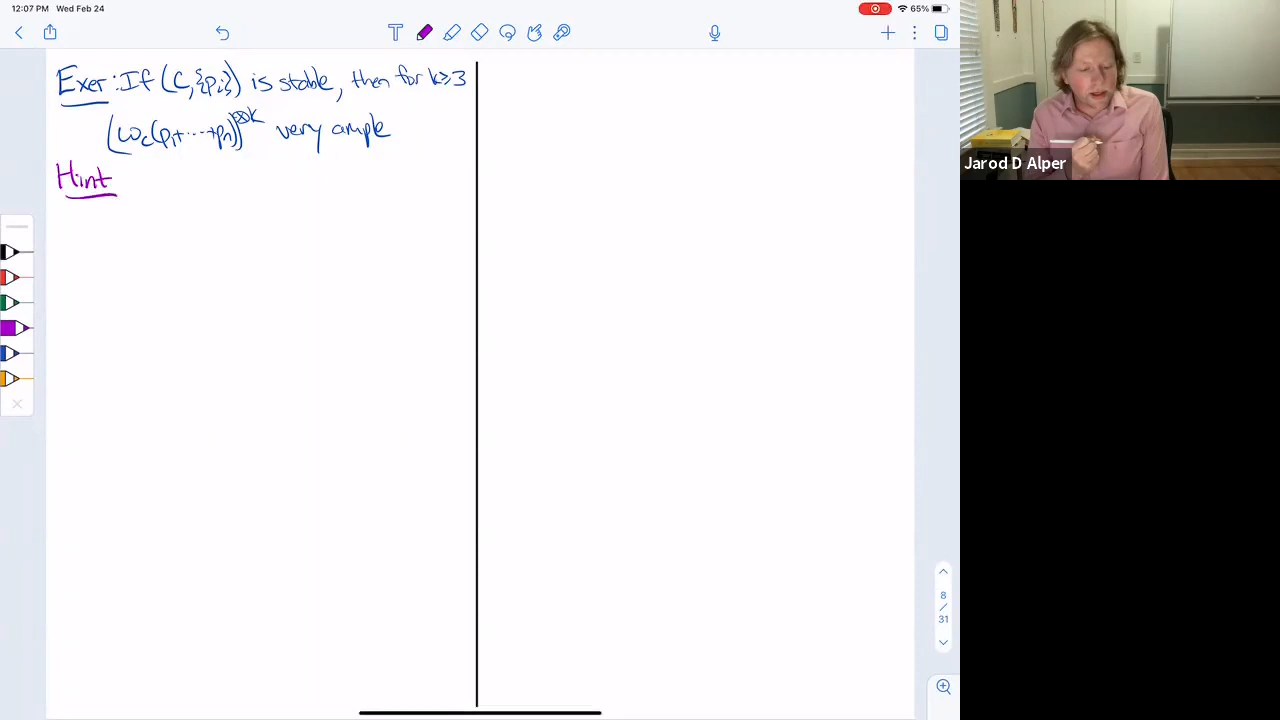 12:07 PM Wed Feb 24
65%
T
Exer: If (C, {pᵢ}) is stable, then for k≥3
(ω_C(p₁+⋯+pₙ))^{⊗k} very ample
Hint
Jarod D Alper
8
/
31